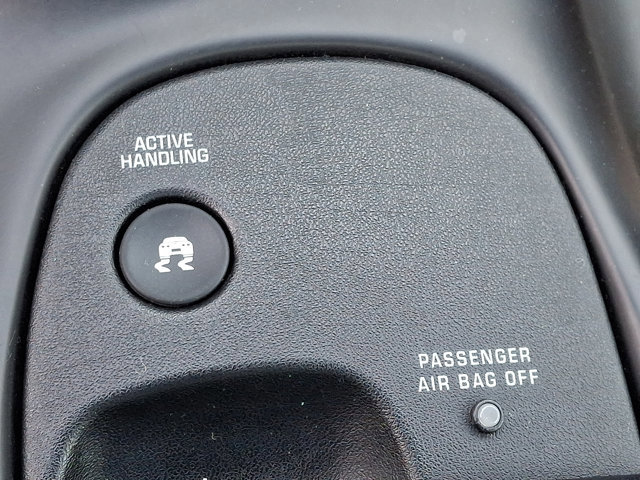 ACTIVE
HANDLING
PASSENGER
AIR BAG OFF